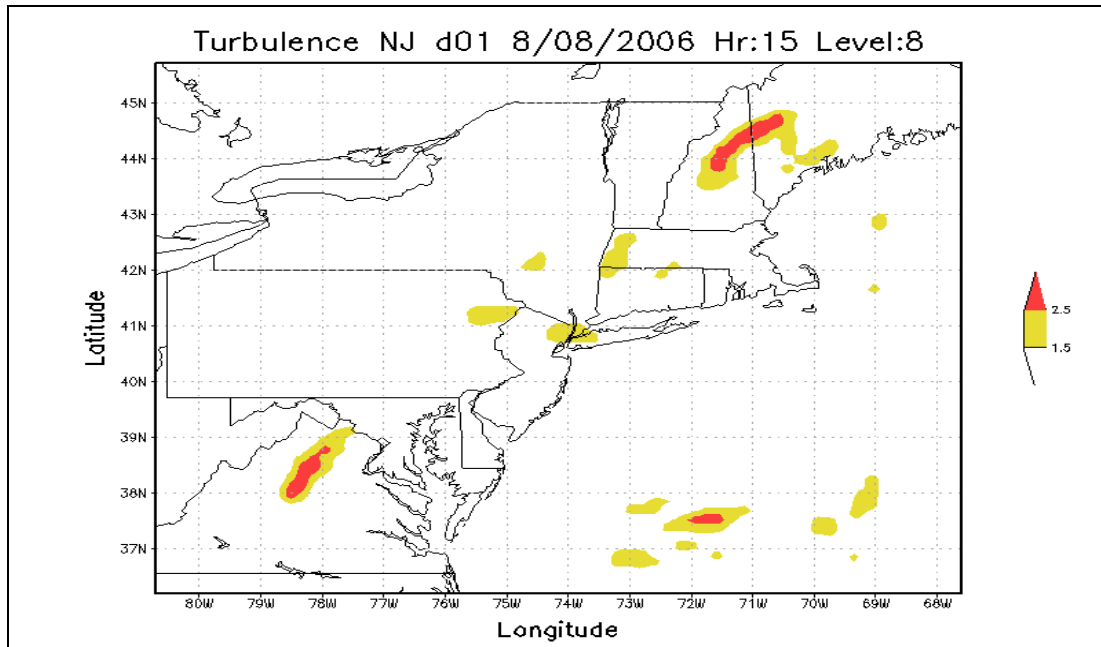 Turbulence NJ d01 8/08/2006 Hr:15 Level:8
45N
44N
43N
42N
41N
40N
39N
38N
37N
Latitude
2.5
1.5
80W 79W 78W 77W 76W 75W 74W 73W 72W 71W 70W 69W 68W
Longitude